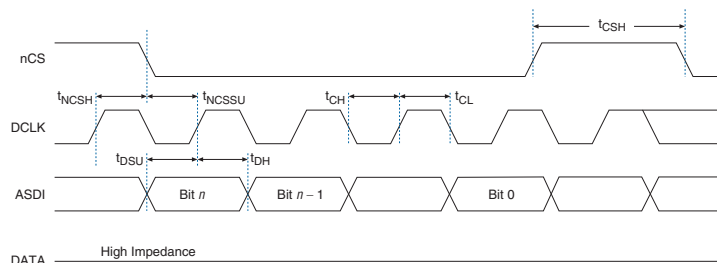 tCSH
nCS
tNCSH
tNCSSU
tCH
tCL
DCLK
tDSU
tDH
ASDI
Bit n
Bit n – 1
Bit 0
High Impedance
DATA